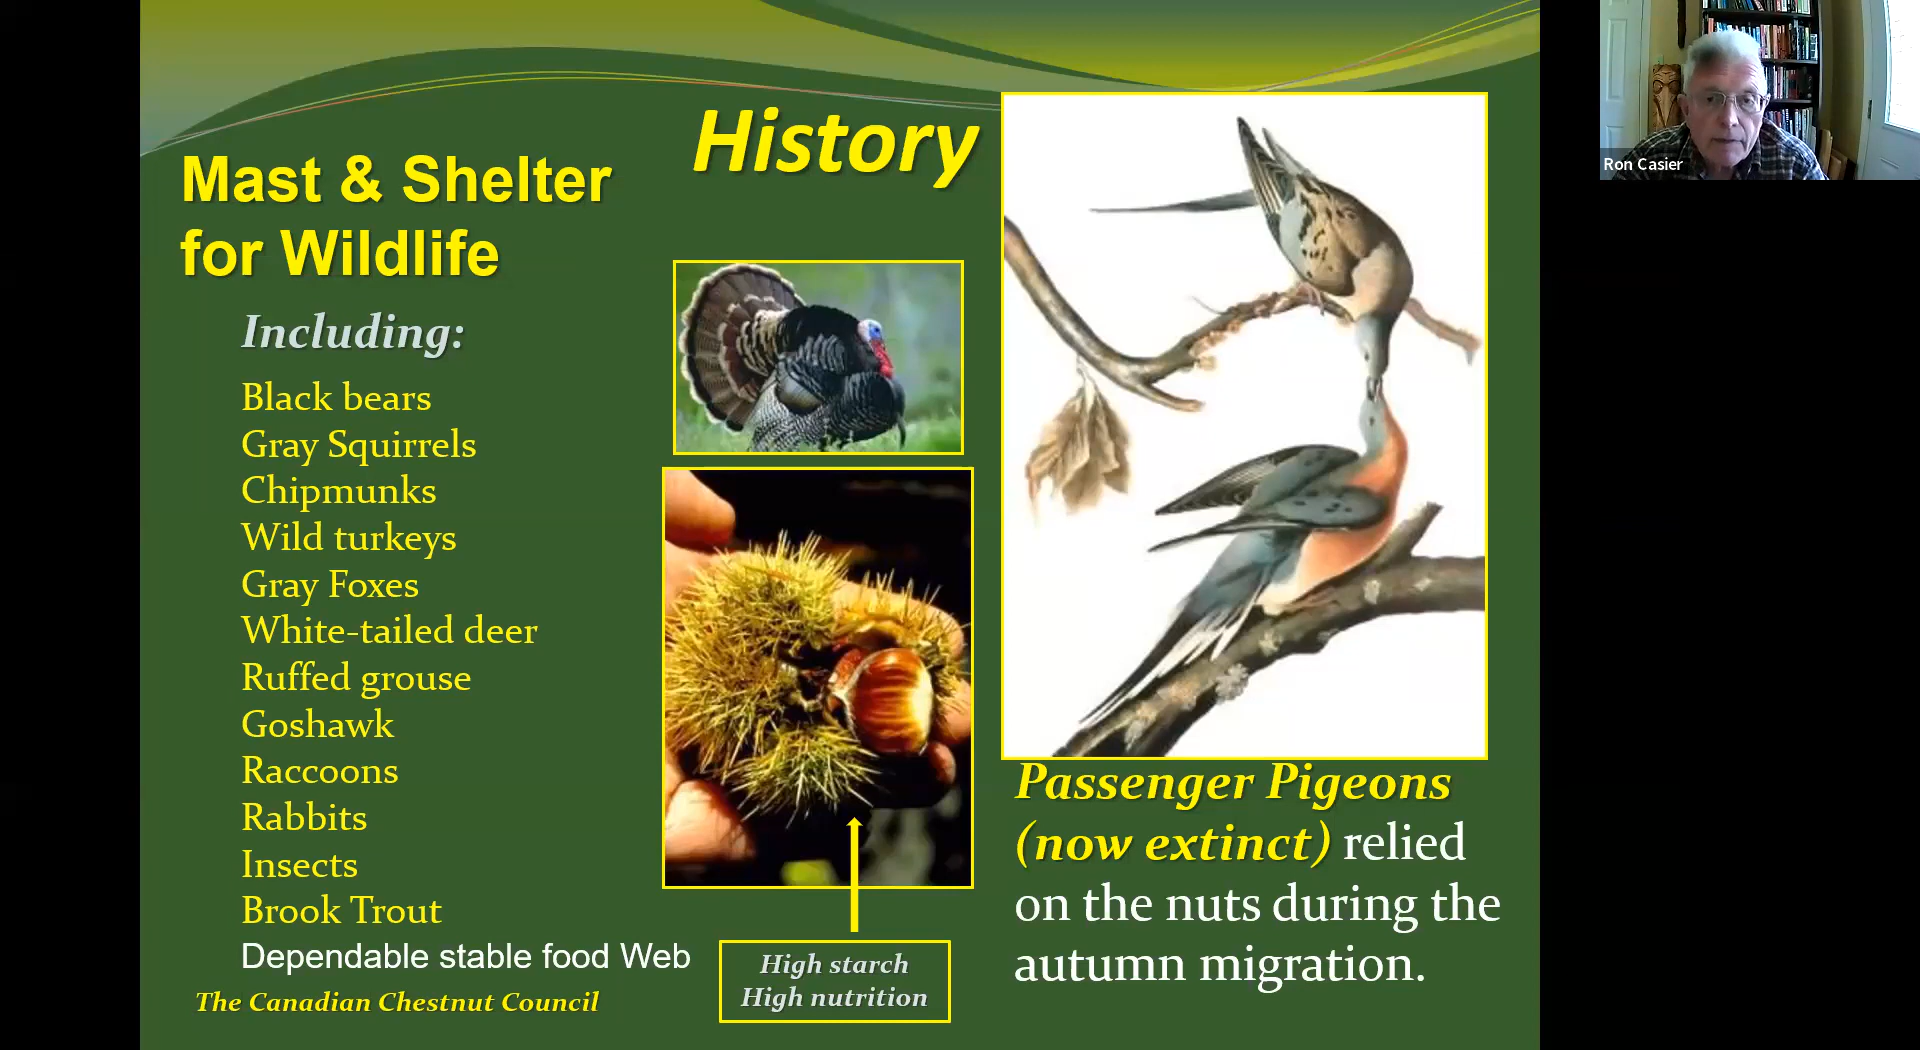 History
Mast & Shelter
for Wildlife
Including:
Black bears
Gray Squirrels
Chipmunks
Wild turkeys
Gray Foxes
White-tailed deer
Ruffed grouse
Goshawk
Raccoons
Rabbits
Insects
Brook Trout
Dependable stable food Web
The Canadian Chestnut Council
High starch
High nutrition
Passenger Pigeons
(now extinct) relied
on the nuts during the
autumn migration.
Ron Casier